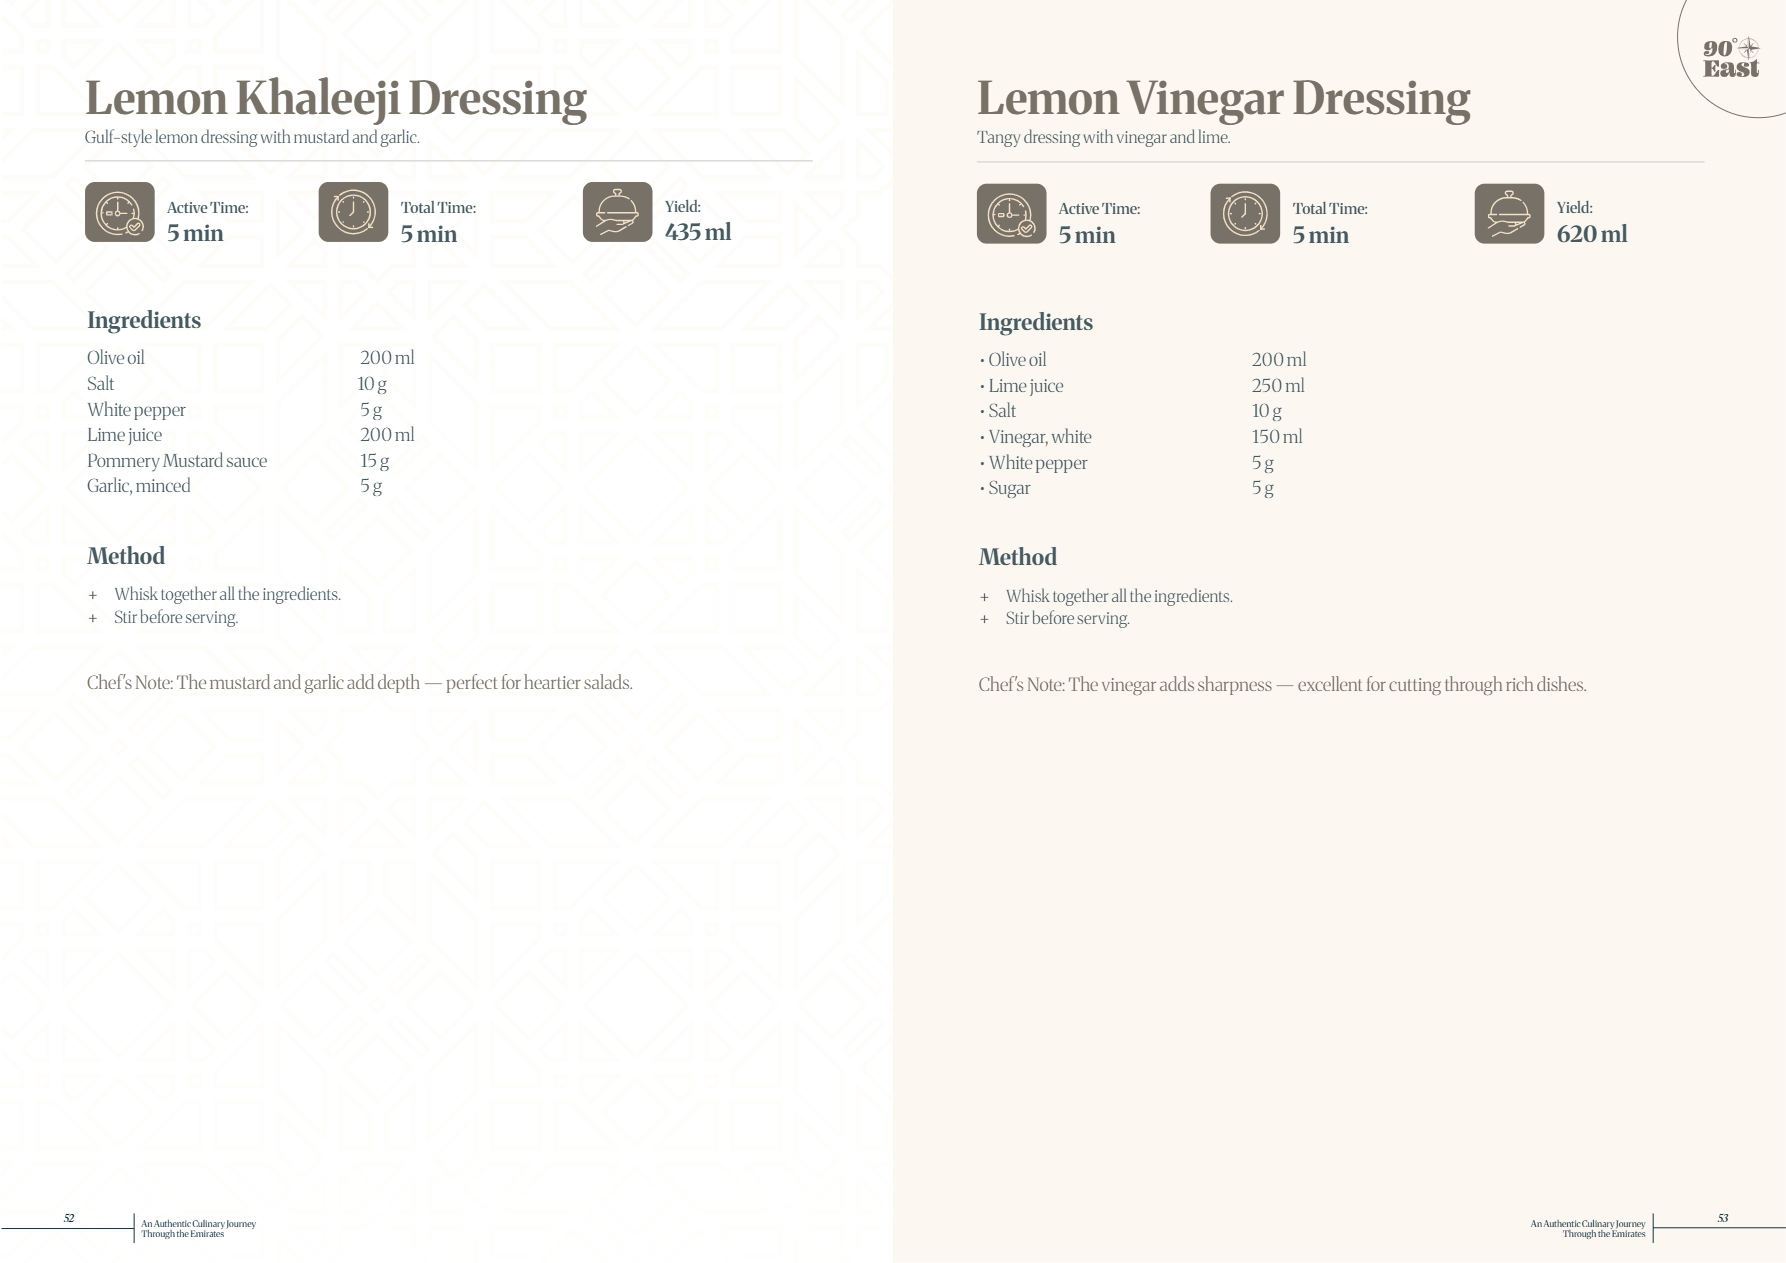 Lemon Khaleeji Dressing
Gulf-style lemon dressing with mustard and garlic.
Active Time:
5 min
Total Time:
5 min
Yield:
435 ml
Ingredients
Olive oil 200 ml
Salt 10 g
White pepper 5 g
Lime juice 200 ml
Pommery Mustard sauce 15 g
Garlic, minced 5 g
Method
+ Whisk together all the ingredients.
+ Stir before serving.
Chef's Note: The mustard and garlic add depth — perfect for heartier salads.
52
An Authentic Culinary Journey
Through the Emirates
90°
East
Lemon Vinegar Dressing
Tangy dressing with vinegar and lime.
Active Time:
5 min
Total Time:
5 min
Yield:
620 ml
Ingredients
• Olive oil 200 ml
• Lime juice 250 ml
• Salt 10 g
• Vinegar, white 150 ml
• White pepper 5 g
• Sugar 5 g
Method
+ Whisk together all the ingredients.
+ Stir before serving.
Chef's Note: The vinegar adds sharpness — excellent for cutting through rich dishes.
An Authentic Culinary Journey
Through the Emirates
53